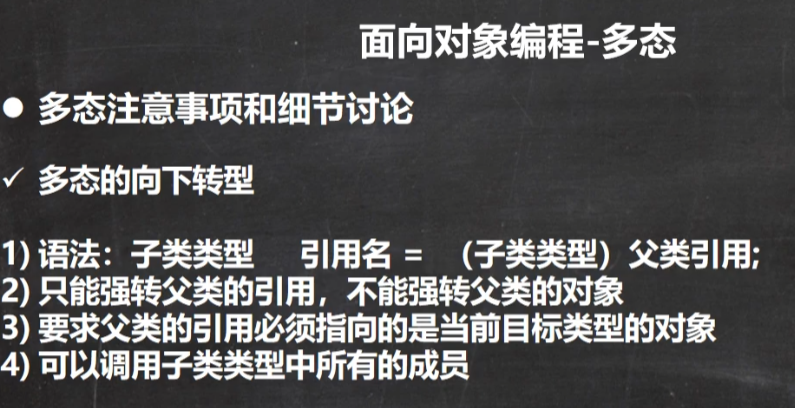 面向对象编程-多态
● 多态注意事项和细节讨论
✓ 多态的向下转型
1) 语法：子类类型 引用名 = （子类类型）父类引用;
2) 只能强转父类的引用，不能强转父类的对象
3) 要求父类的引用必须指向的是当前目标类型的对象
4) 可以调用子类类型中所有的成员